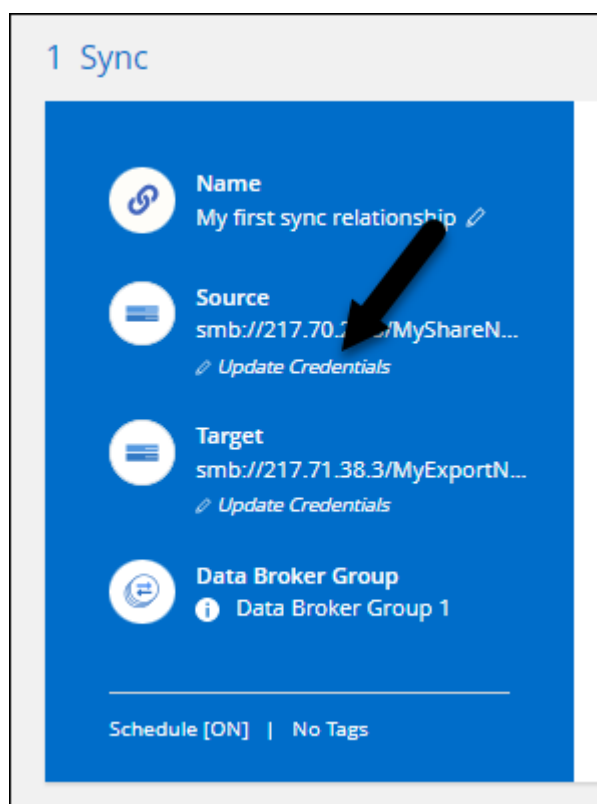 1 Sync
Name
My first sync relationship
Source
smb://217.70.2 /MyShareN...
Update Credentials
Target
smb://217.71.38.3/MyExportN...
Update Credentials
Data Broker Group
Data Broker Group 1
Schedule [ON] | No Tags